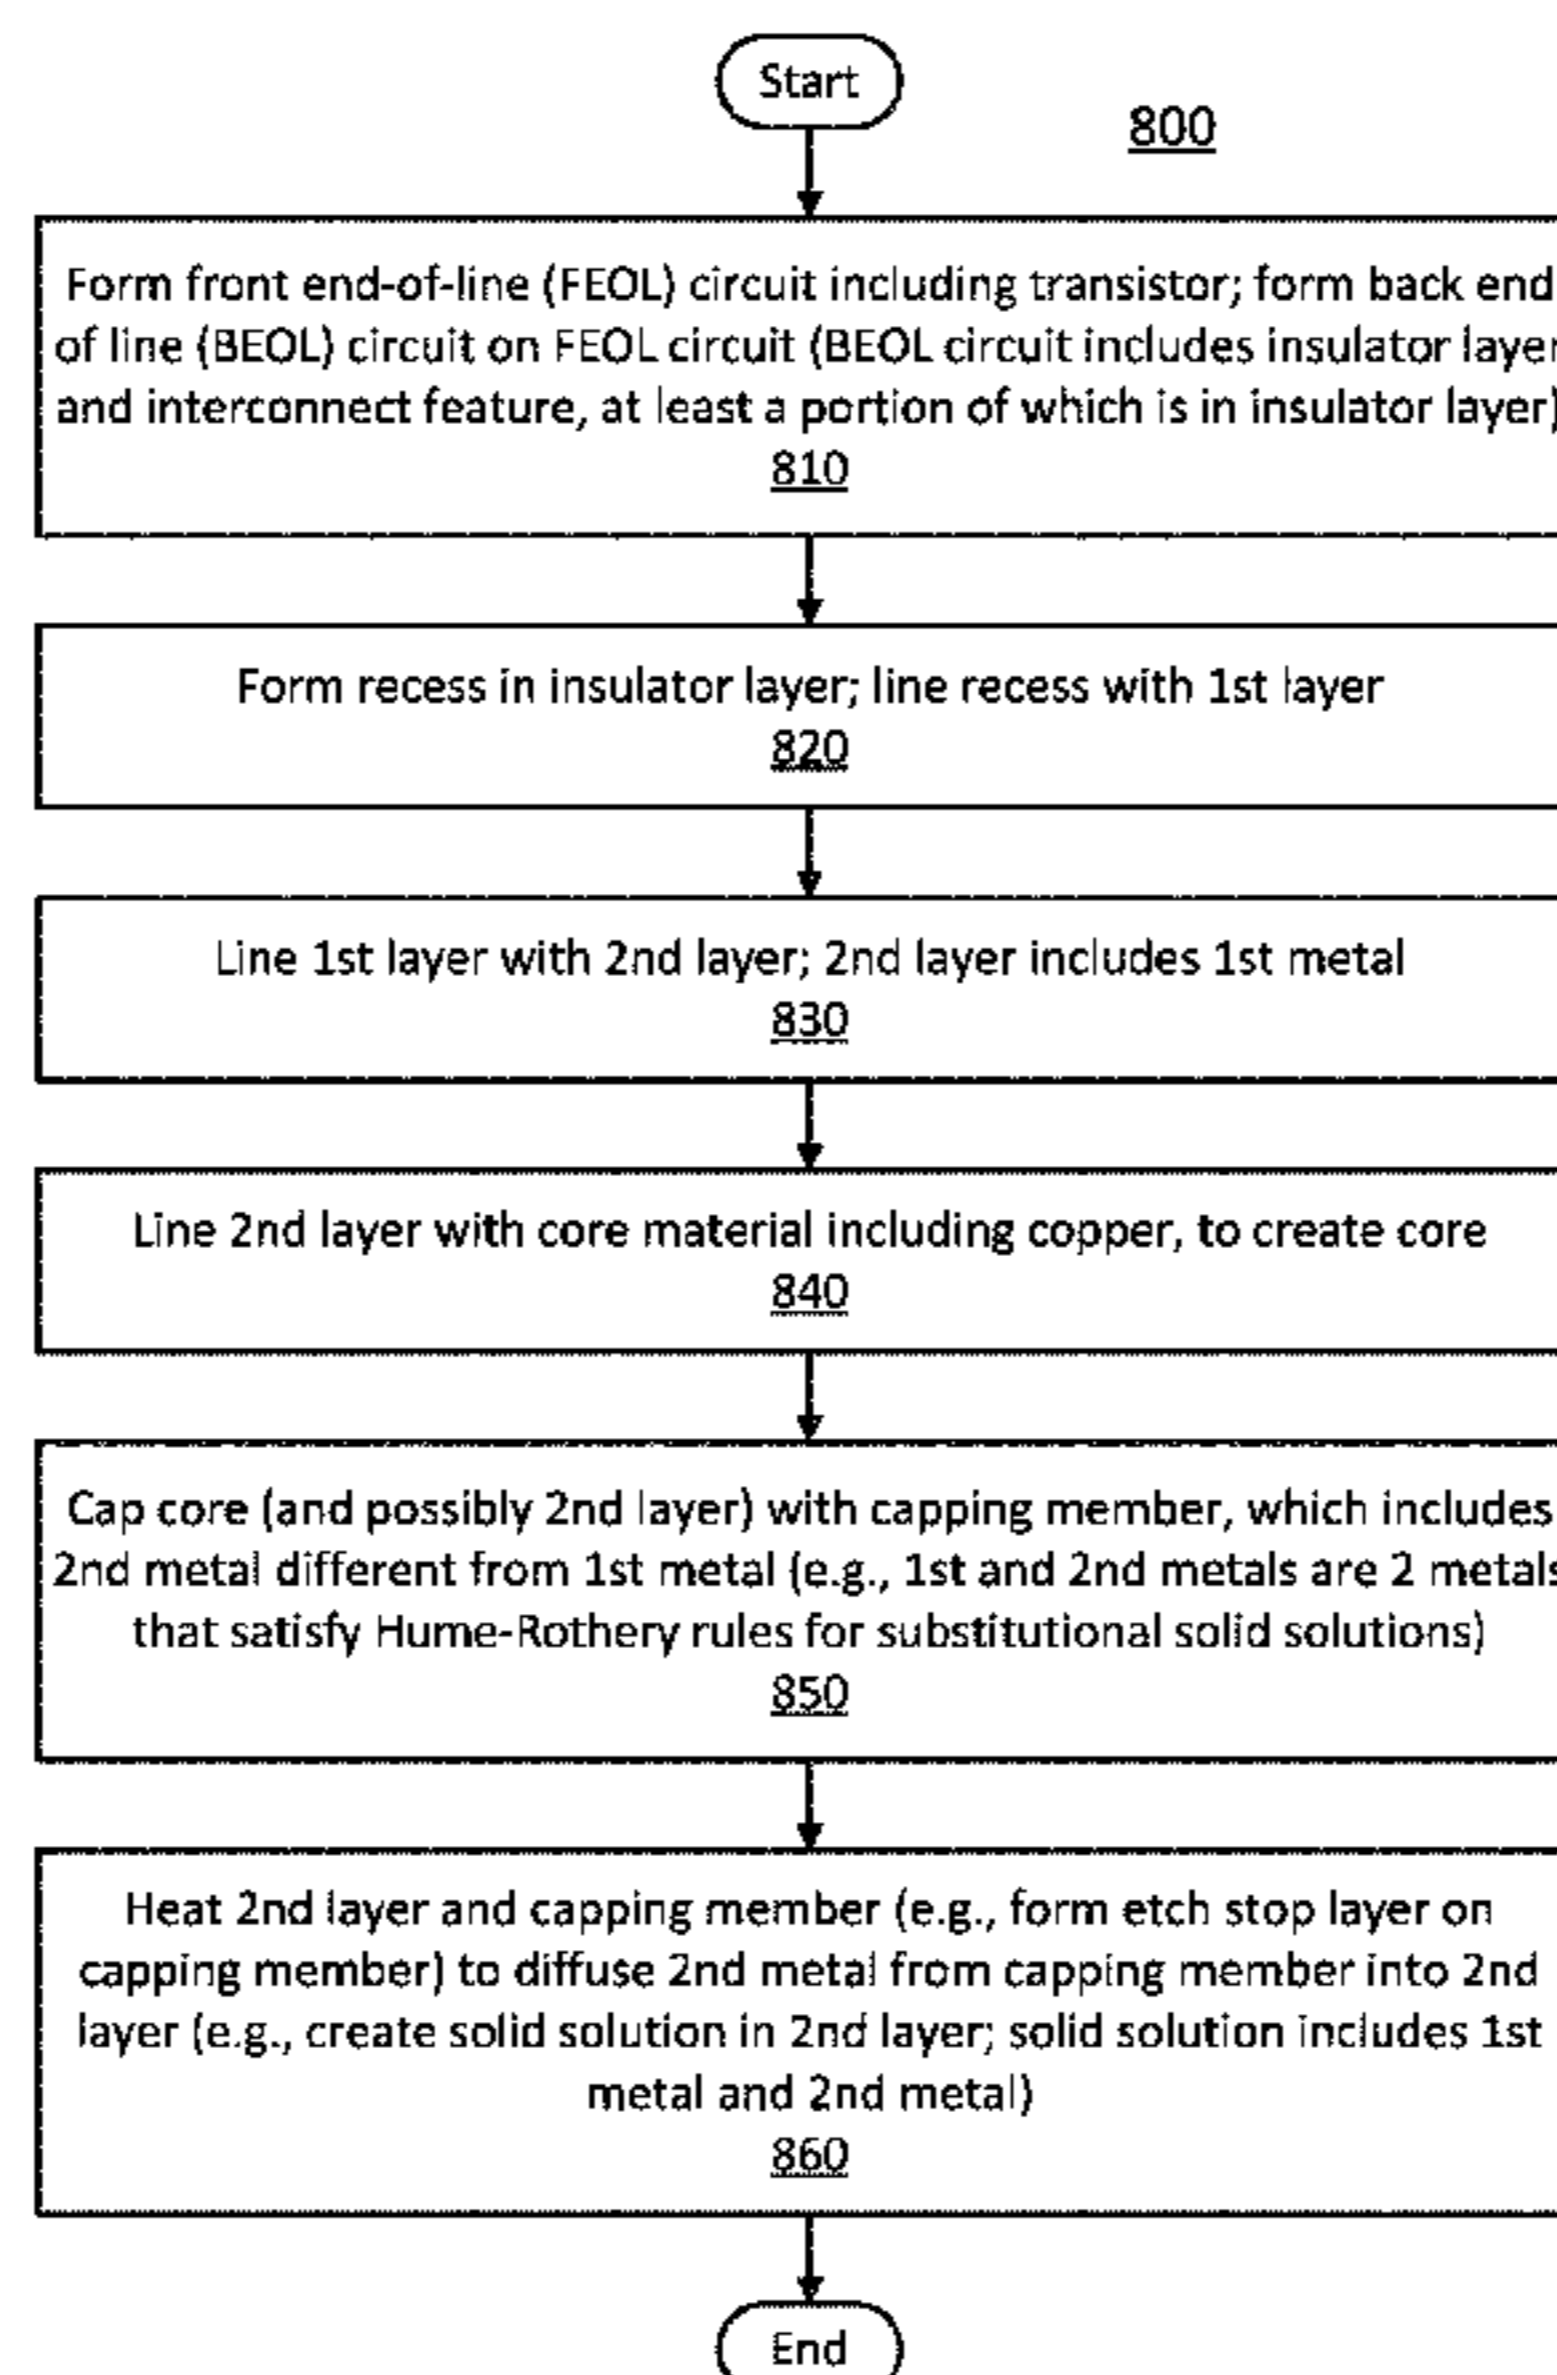 Start
800
Form front end-of-line (FEOL) circuit including transistor; form back end
of line (BEOL) circuit on FEOL circuit (BEOL circuit includes insulator layer
and interconnect feature, at least a portion of which is in insulator layer)
810
Form recess in insulator layer; line recess with 1st layer
820
Line 1st layer with 2nd layer; 2nd layer includes 1st metal
830
Line 2nd layer with core material including copper, to create core
840
Cap core (and possibly 2nd layer) with capping member, which includes
2nd metal different from 1st metal (e.g., 1st and 2nd metals are 2 metals
that satisfy Hume-Rothery rules for substitutional solid solutions)
850
Heat 2nd layer and capping member (e.g., form etch stop layer on
capping member) to diffuse 2nd metal from capping member into 2nd
layer (e.g., create solid solution in 2nd layer; solid solution includes 1st
metal and 2nd metal)
860
End